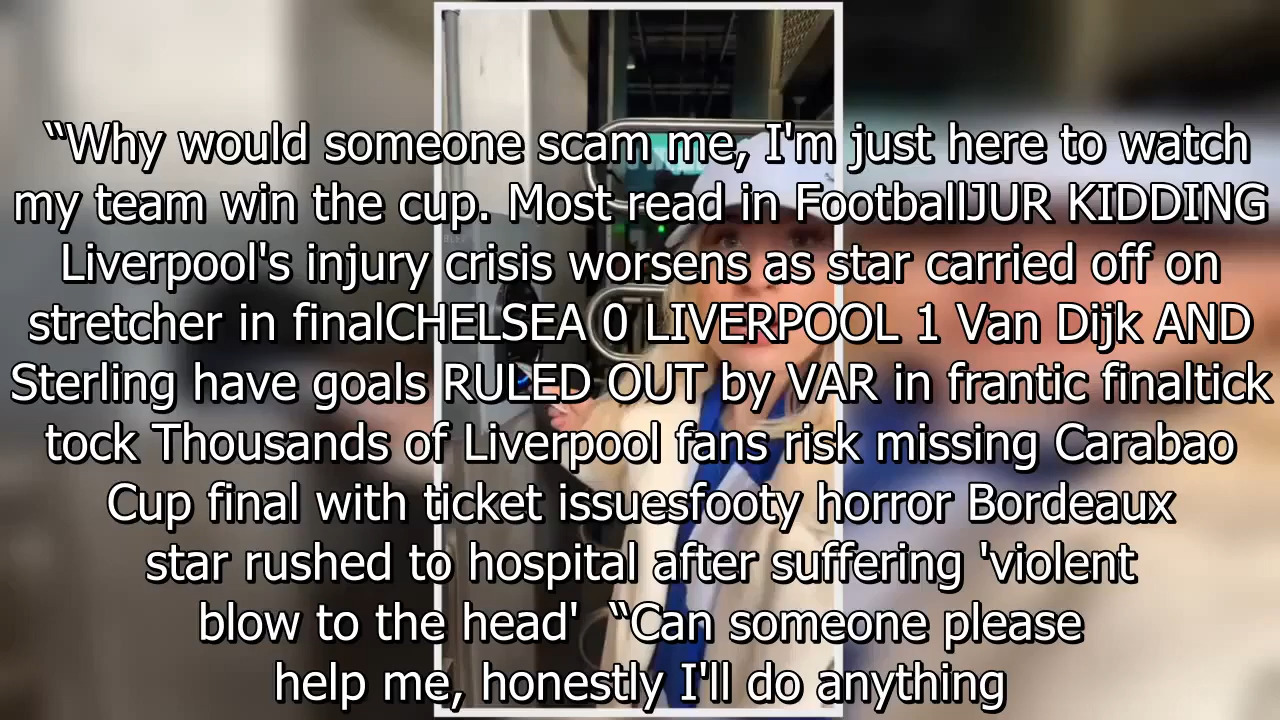 “Why would someone scam me, I'm just here to watch
my team win the cup. Most read in FootballJUR KIDDING
Liverpool's injury crisis worsens as star carried off on
stretcher in finalCHELSEA 0 LIVERPOOL 1 Van Dijk AND
Sterling have goals RULED OUT by VAR in frantic finaltick
tock Thousands of Liverpool fans risk missing Carabao
Cup final with ticket issuesfooty horror Bordeaux
star rushed to hospital after suffering 'violent
blow to the head'  “Can someone please
help me, honestly I'll do anything